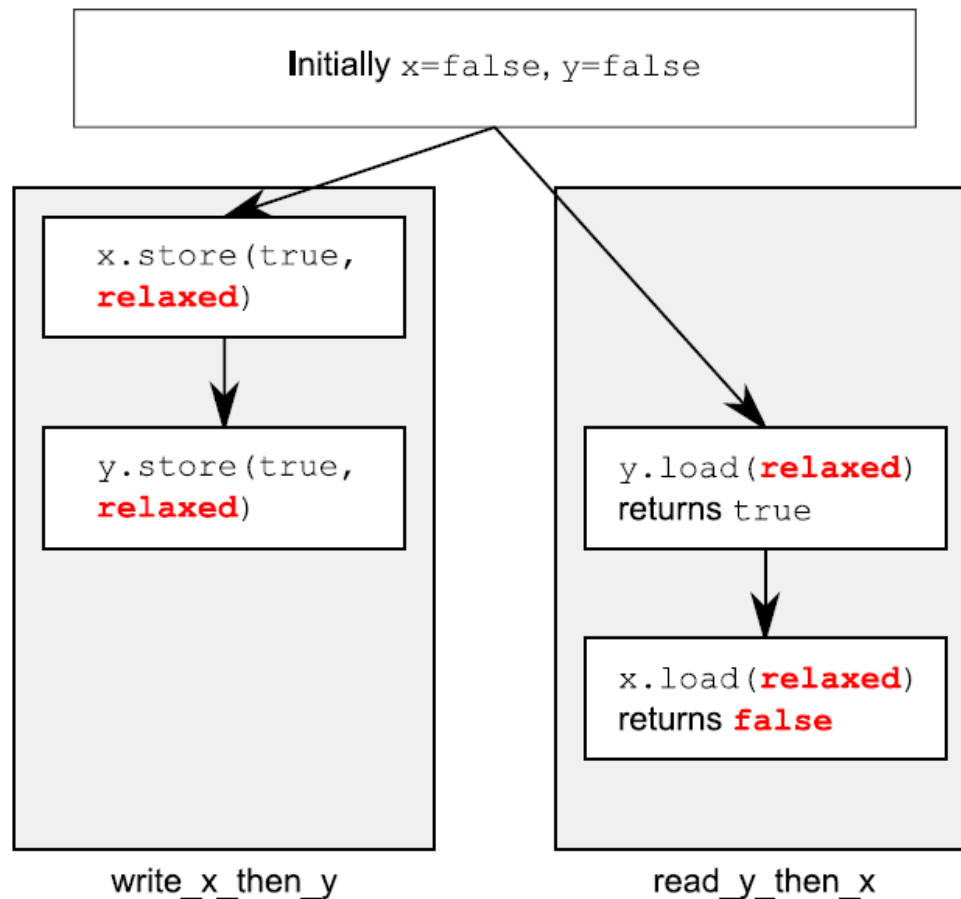 Initially x=false, y=false
x.store(true,
relaxed)
y.store(true,
relaxed)
y.load(relaxed)
returns true
x.load(relaxed)
returns false
write_x_then_y
read_y_then_x